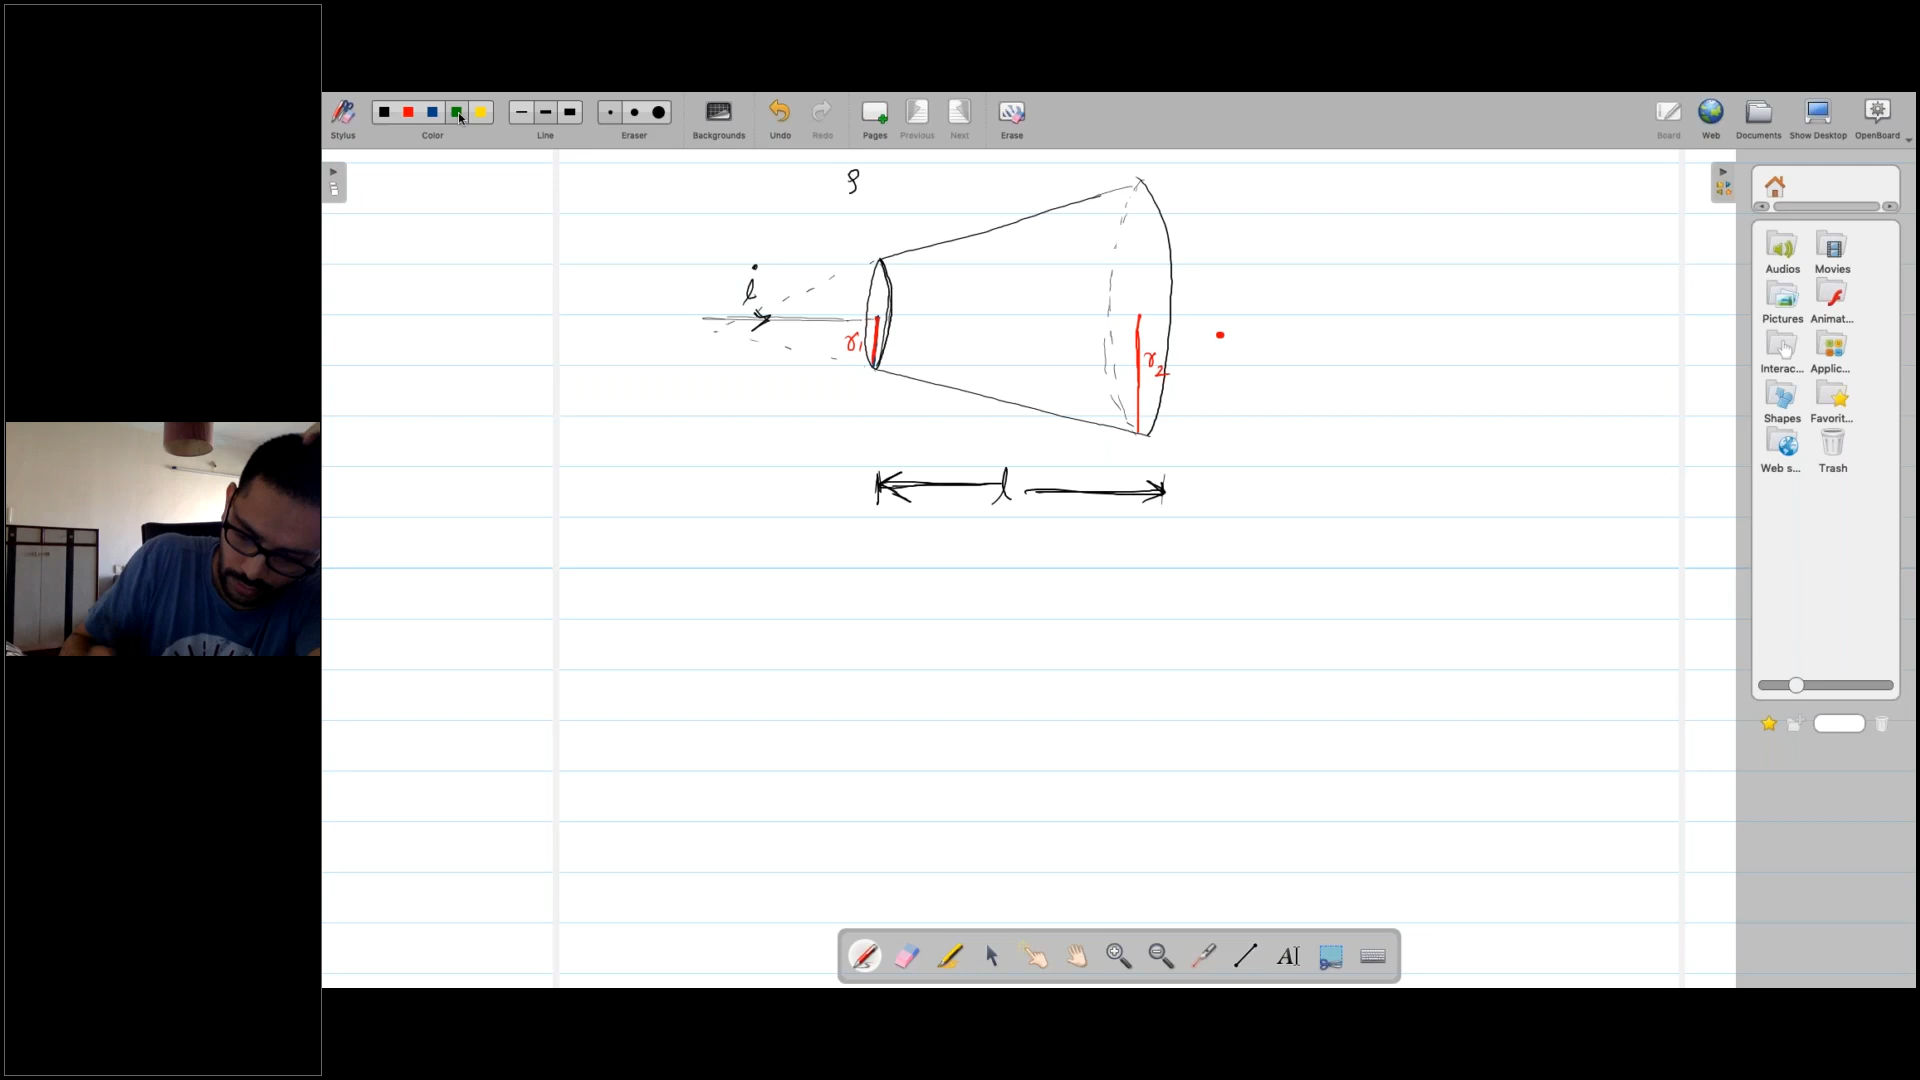 Stylus Color Line Eraser Backgrounds Undo Redo Pages Previous Next Erase Board Web Documents Show Desktop OpenBoard
ρ
i
r₁
r₂
l
Audios Movies
Pictures Animat...
Interac... Applic...
Shapes Favorit...
Web s... Trash
AI